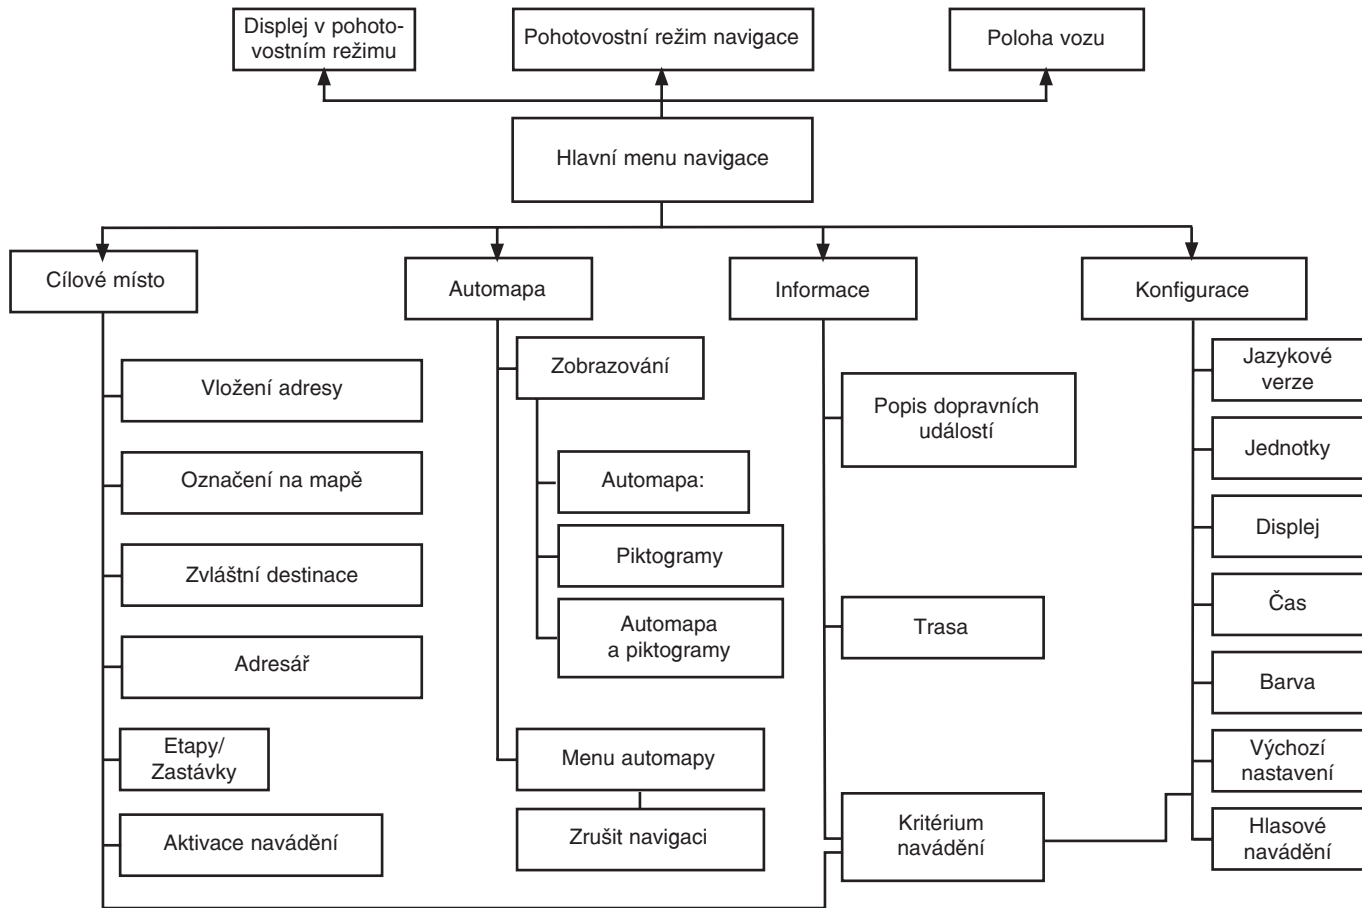 Displej v pohoto-
vostním režimu
Pohotovostní režim navigace
Poloha vozu
Hlavní menu navigace
Cílové místo
Automapa
Informace
Konfigurace
Vložení adresy
Označení na mapě
Zvláštní destinace
Adresář
Etapy/
Zastávky
Aktivace navádění
Zobrazování
Automapa:
Piktogramy
Automapa
a piktogramy
Menu automapy
Zrušit navigaci
Popis dopravních
událostí
Trasa
Kritérium
navádění
Jazykové
verze
Jednotky
Displej
Čas
Barva
Výchozí
nastavení
Hlasové
navádění